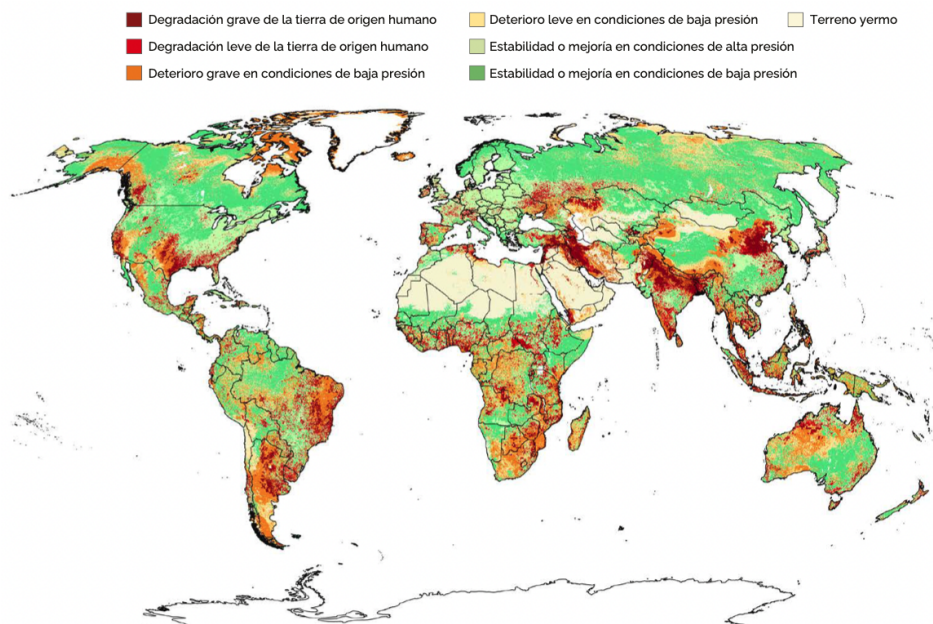 Degradación grave de la tierra de origen humano
Deterioro leve en condiciones de baja presión
Terreno yermo
Degradación leve de la tierra de origen humano
Estabilidad o mejoría en condiciones de alta presión
Deterioro grave en condiciones de baja presión
Estabilidad o mejoría en condiciones de baja presión